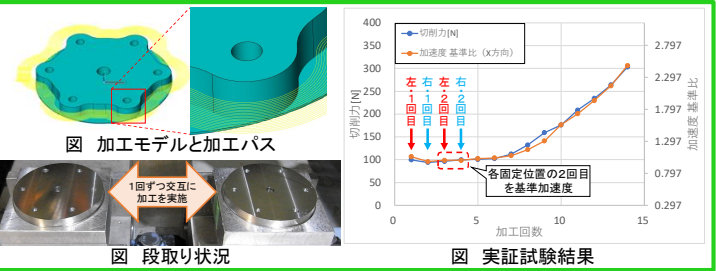 図 加工モデルと加工パス
1回ずつ交互に
加工を実施
図 段取り状況
切削力[N]
加速度 基準比(X方向)
400
350
300
250
200
150
100
50
0
切削力[N]
左・1回目
右・1回目
左・2回目
右・2回目
各固定位置の2回目
を基準加速度
0
5
10
15
加工回数
2.797
2.297
1.797
1.297
0.797
0.297
加速度 基準比
図 実証試験結果